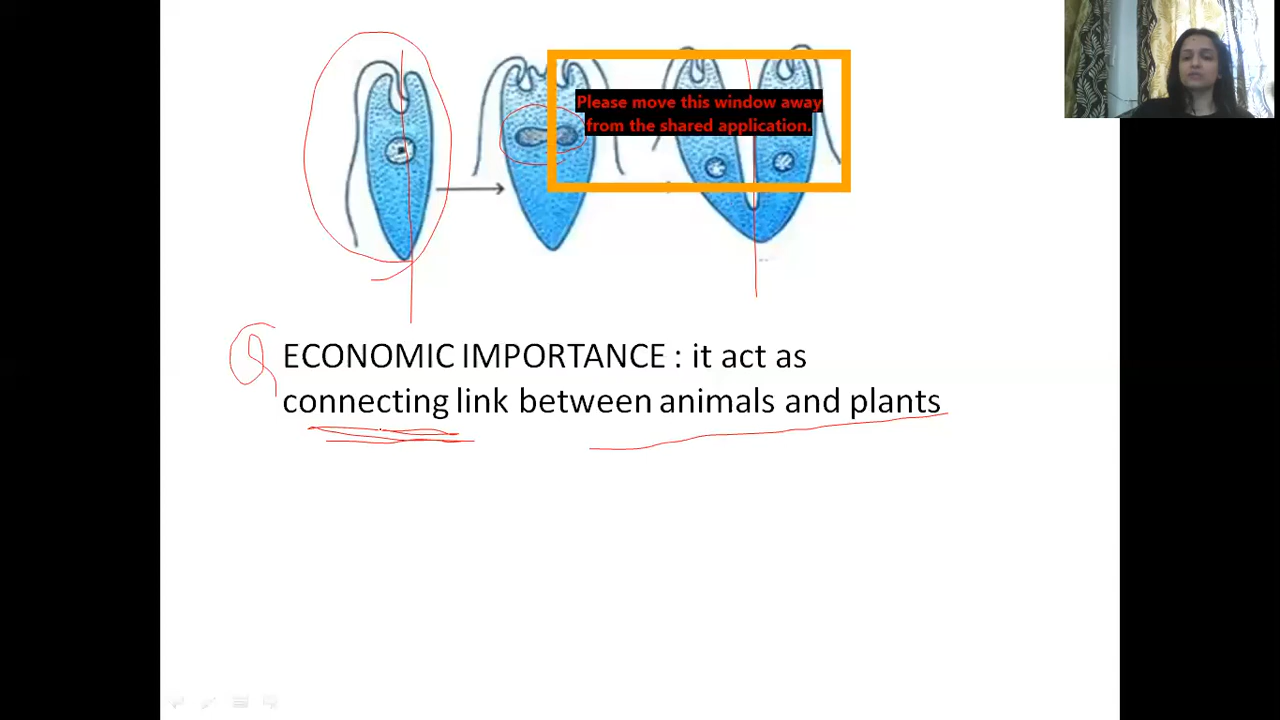 Please move this window away
from the shared application.
ECONOMIC IMPORTANCE : it act as
connecting link between animals and plants